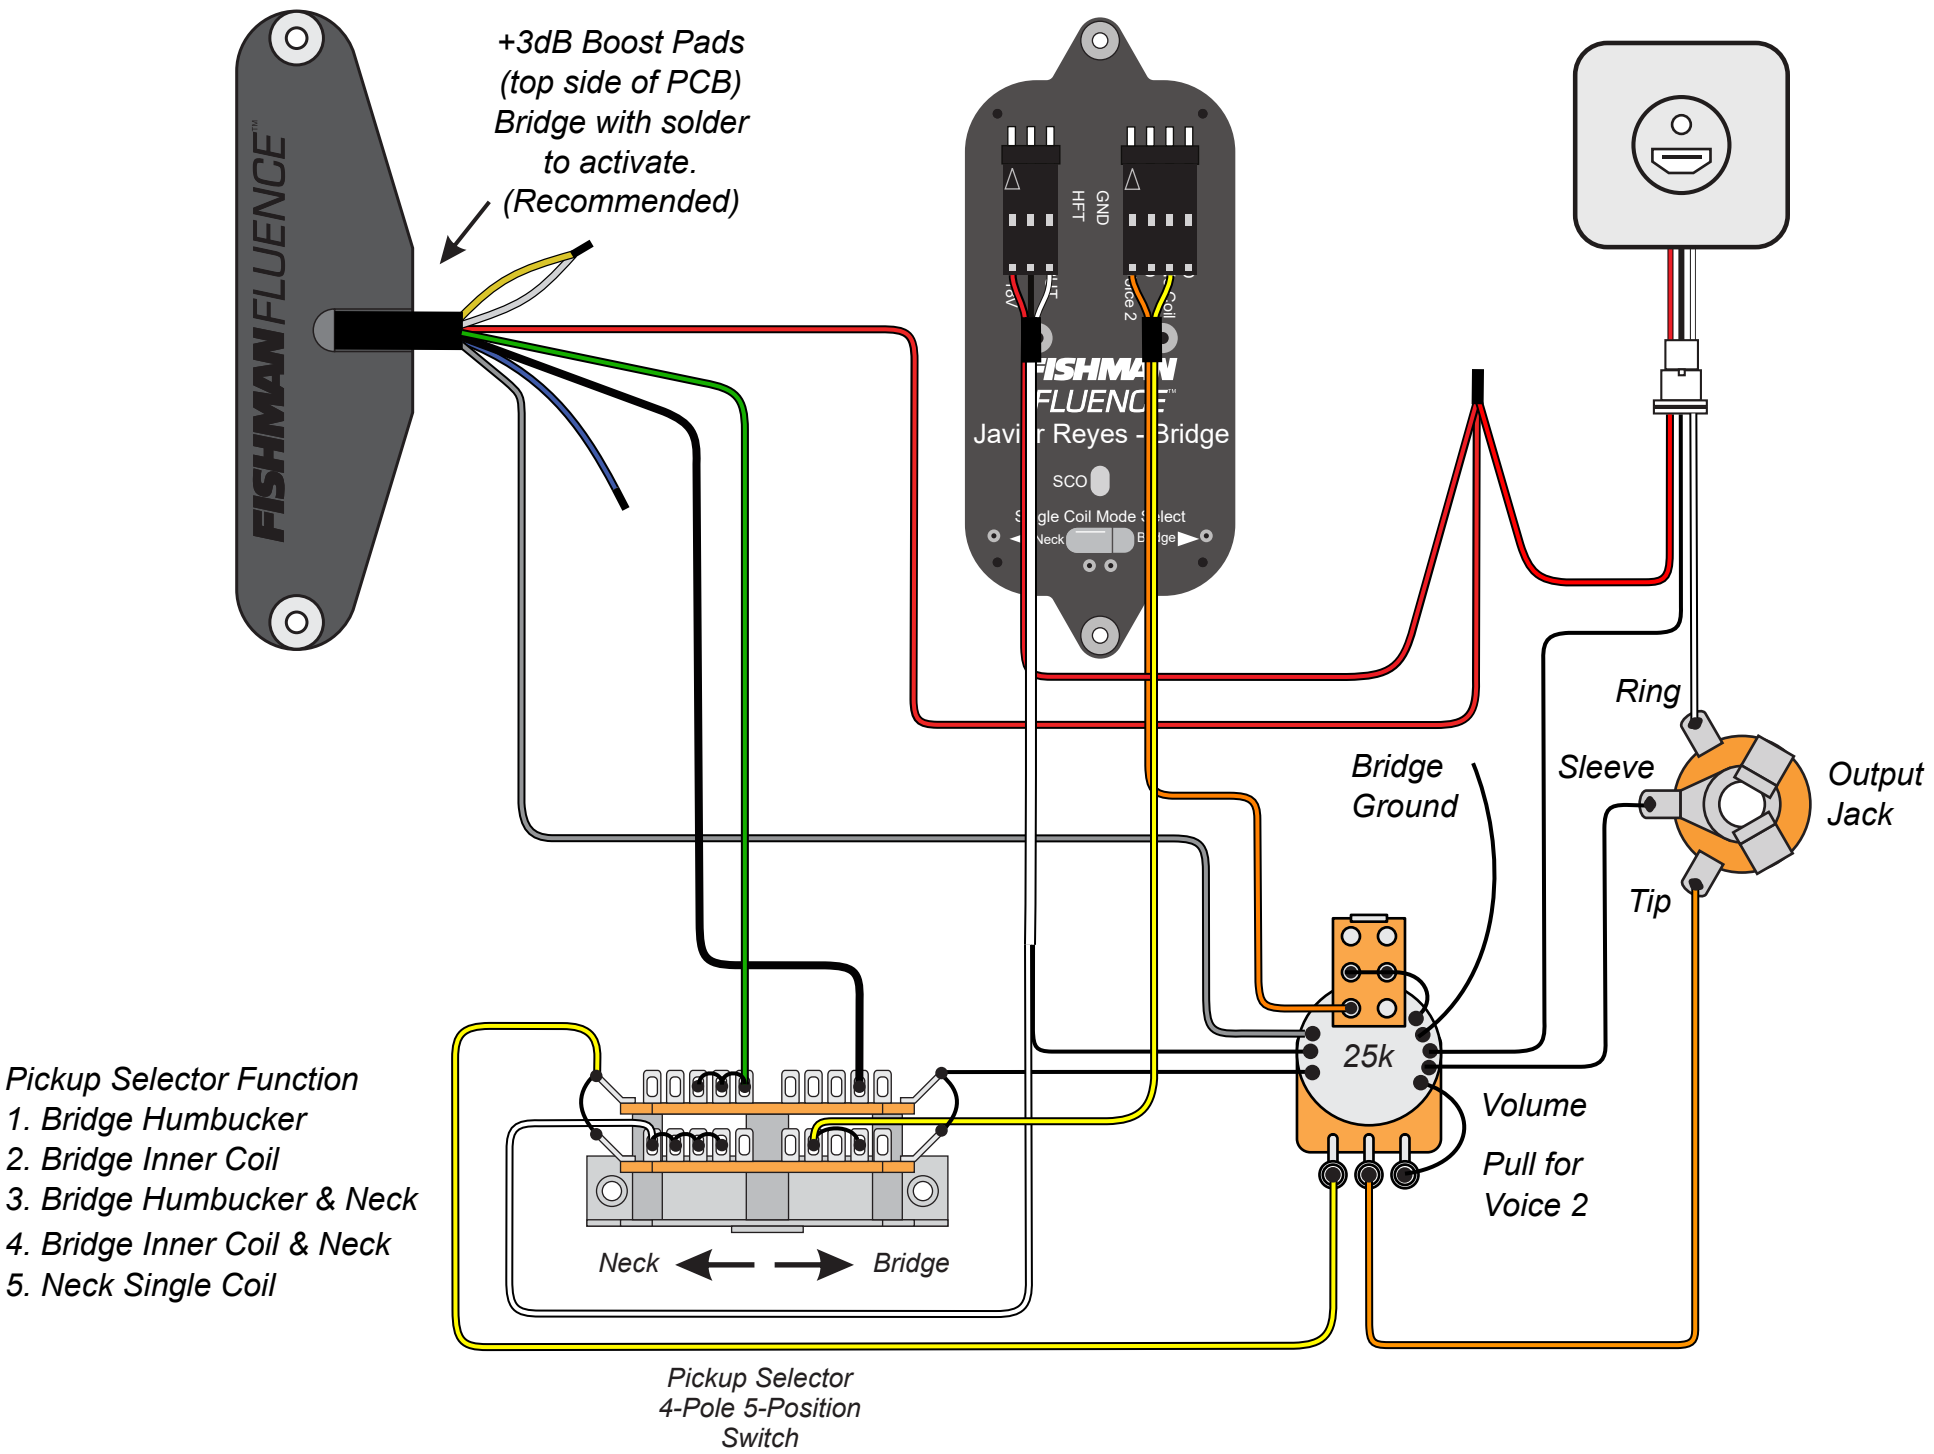 +3dB Boost Pads
(top side of PCB)
Bridge with solder
to activate.
(Recommended)
FISHMAN FLUENCE™
HFT
GND
FISHMAN
FLUENCE™
Javier Reyes - Bridge
SCO
Single Coil Mode Select
Neck
Bridge
Ring
Sleeve
Output
Jack
Tip
Bridge
Ground
25k
Volume
Pull for
Voice 2
Pickup Selector Function
1. Bridge Humbucker
2. Bridge Inner Coil
3. Bridge Humbucker & Neck
4. Bridge Inner Coil & Neck
5. Neck Single Coil
Neck
Bridge
Pickup Selector
4-Pole 5-Position
Switch